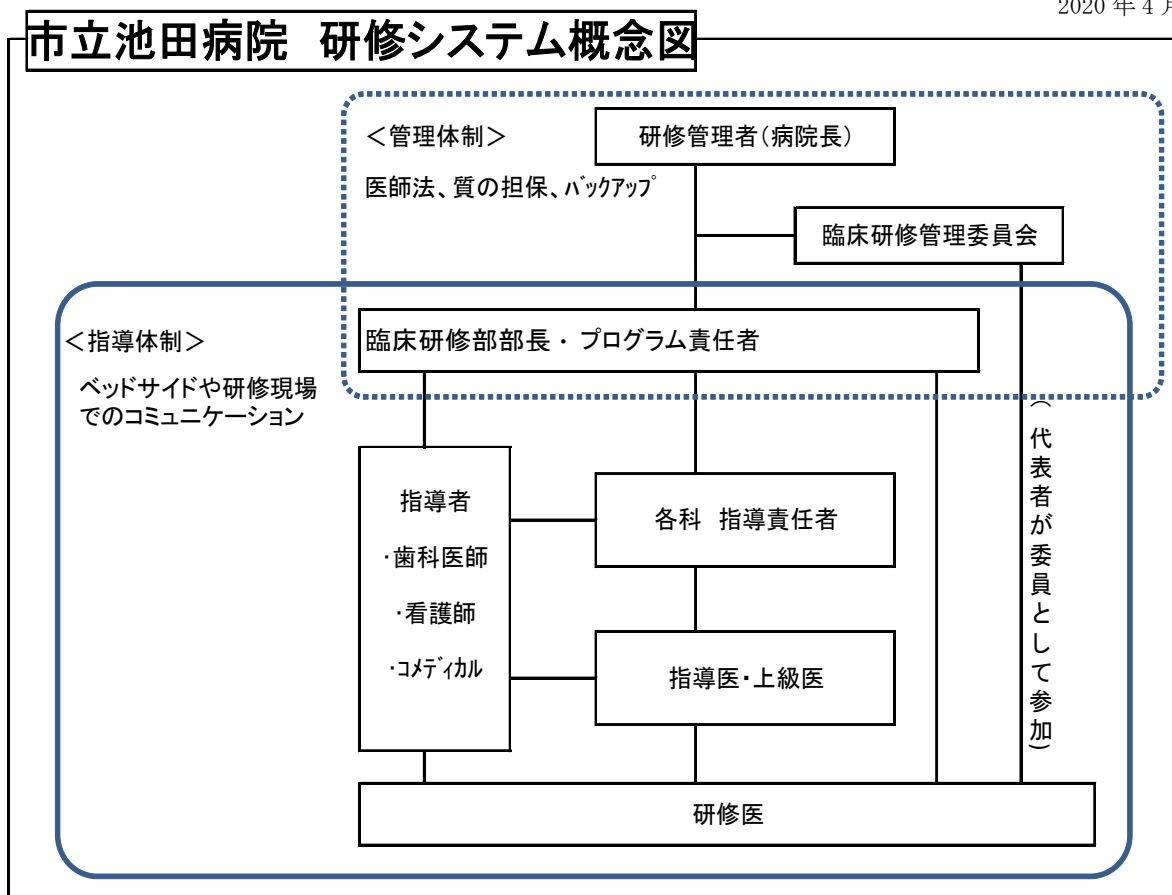 2020 年 4 月
市立池田病院 研修システム概念図
＜管理体制＞
研修管理者(病院長)
医師法、質の担保、ﾊﾞｯｸｱｯﾌﾟ
臨床研修管理委員会
＜指導体制＞
臨床研修部部長・プログラム責任者
ベッドサイドや研修現場
でのコミュニケーション
（代表者が委員として参加）
指導者
・歯科医師
・看護師
・ｺﾒﾃﾞｨｶﾙ
各科 指導責任者
指導医・上級医
研修医